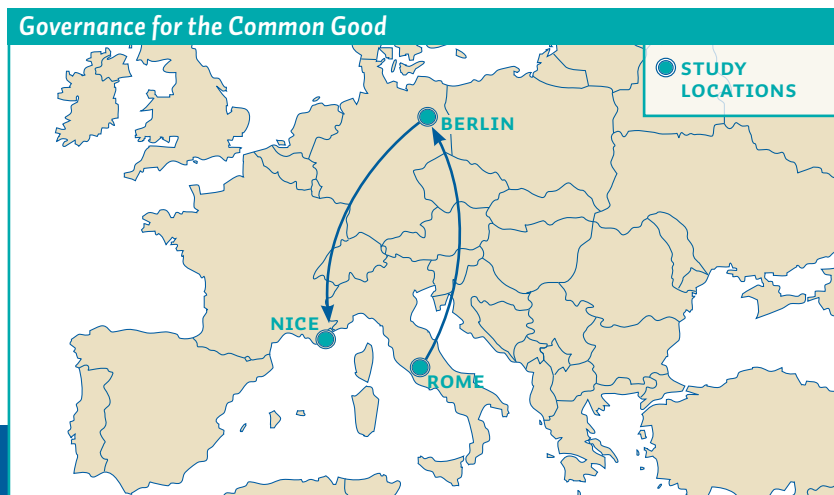 Governance for the Common Good
STUDY
LOCATIONS
BERLIN
NICE
ROME